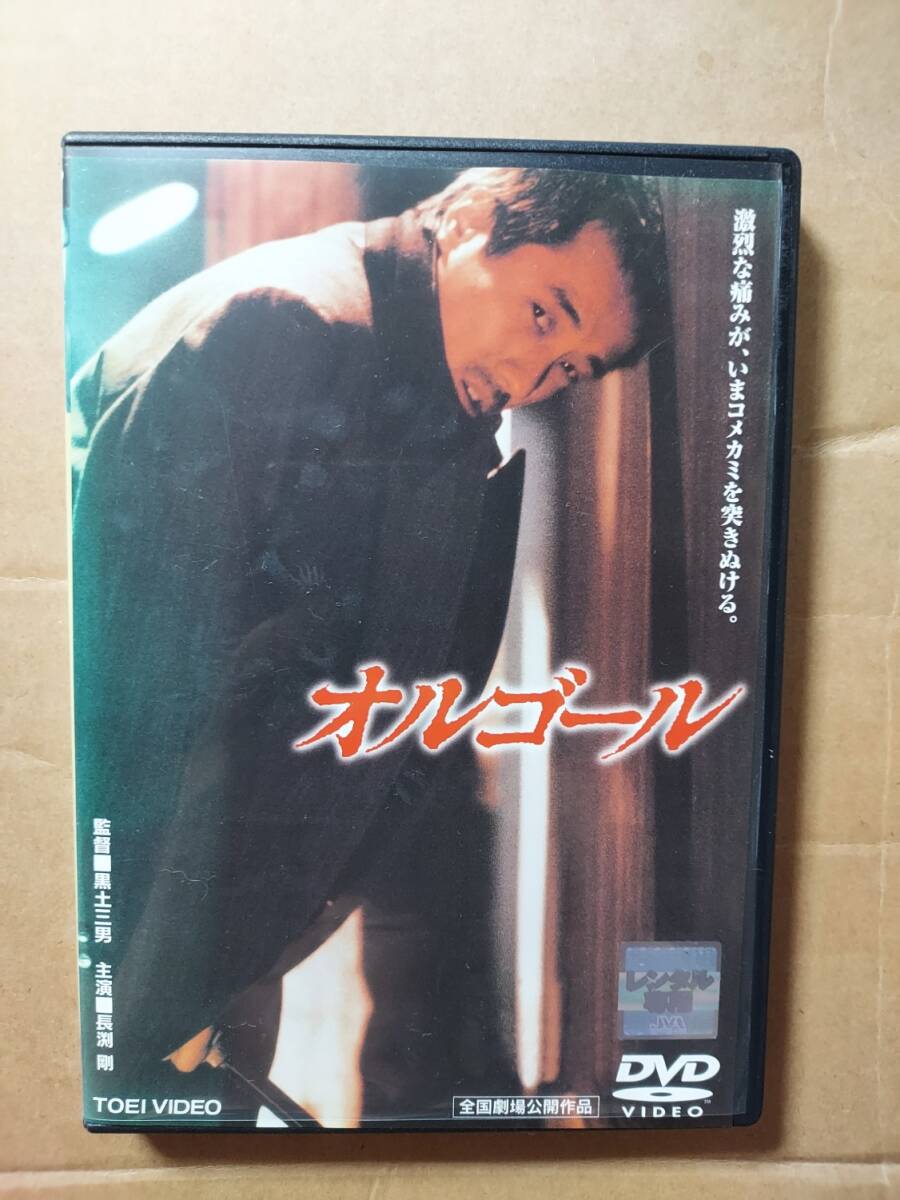 激烈な痛みが、いまコメカミを突きぬける。
オルゴール
監督■黒土三男 主演■長渕 剛
レンタル
専用
JVA
TOEI VIDEO
全国劇場公開作品
DVD
VIDEO
TM